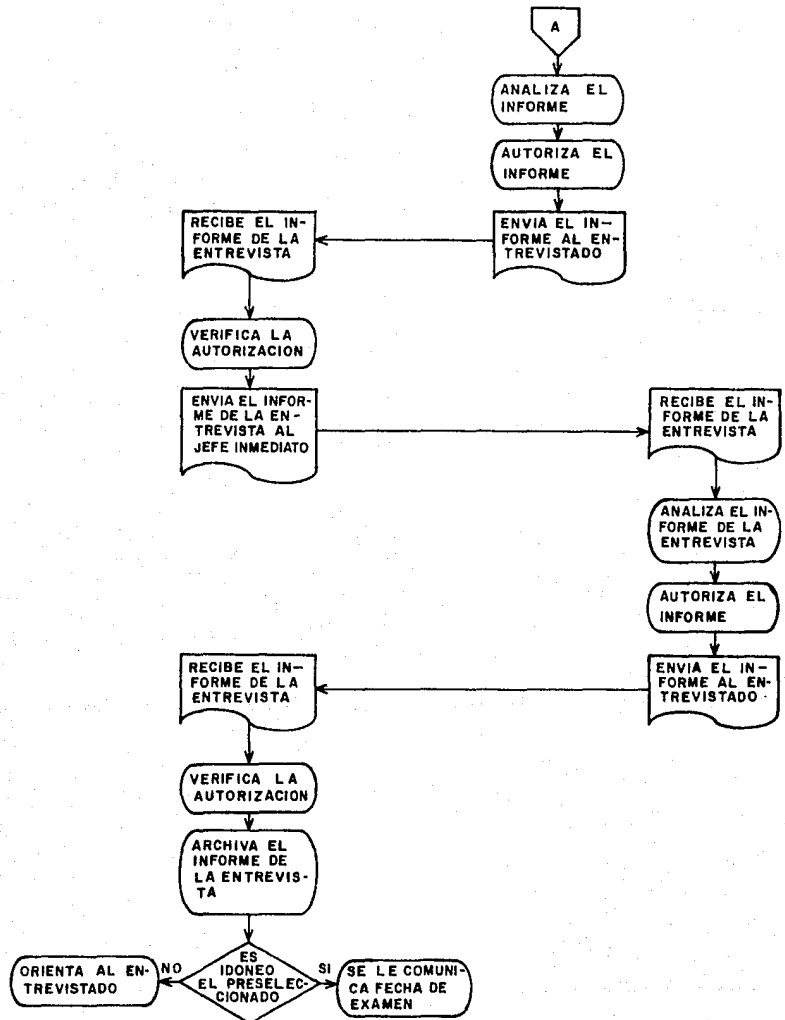 A
ANALIZA EL
INFORME
AUTORIZA EL
INFORME
ENVIA EL IN-
FORME AL EN-
TREVISTADO
RECIBE EL IN-
FORME DE LA
ENTREVISTA
VERIFICA LA
AUTORIZACION
ENVIA EL INFOR-
ME DE LA EN-
TREVISTA AL
JEFE INMEDIATO
RECIBE EL IN-
FORME DE LA
ENTREVISTA
ANALIZA EL IN-
FORME DE LA
ENTREVISTA
AUTORIZA EL
INFORME
ENVIA EL IN-
FORME AL EN-
TREVISTADO
RECIBE EL IN-
FORME DE LA
ENTREVISTA
VERIFICA LA
AUTORIZACION
ARCHIVA EL
INFORME DE
LA ENTREVIS-
TA
ES
IDONEO
EL PRESELEC-
CIONADO
NO
ORIENTA AL EN-
TREVISTADO
SI
SE LE COMUNI-
CA FECHA DE
EXAMEN